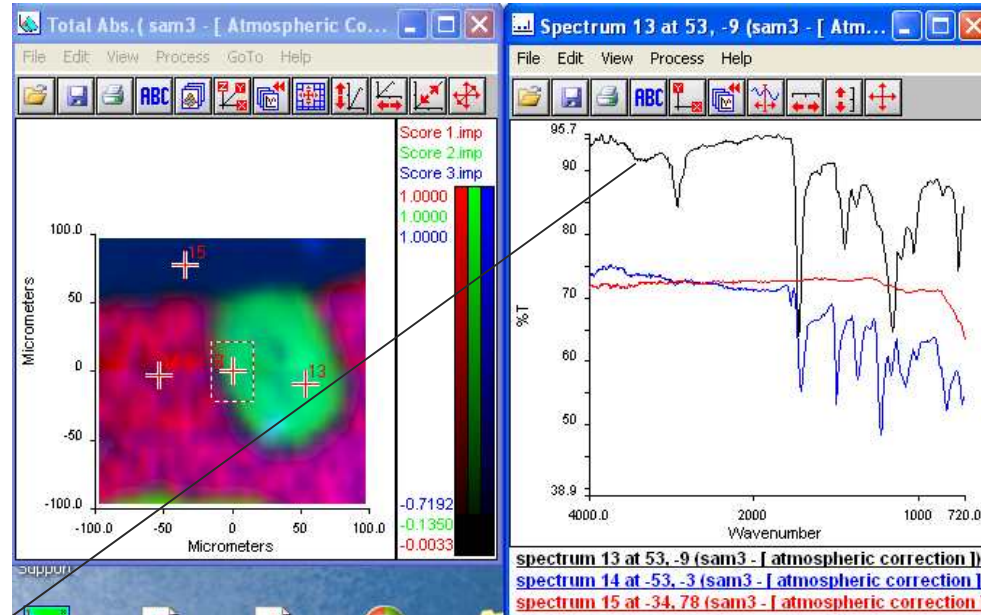 Total Abs.( sam3 - [ Atmospheric Co...
File Edit View Process GoTo Help
ABC
Score 1.imp
Score 2.imp
Score 3.imp
1.0000
1.0000
1.0000
100.0
50
0
-50
-100.0
Micrometers
15
13
-100.0 -50 0 50 100.0
Micrometers
-0.7192
-0.1350
-0.0033
Support
Spectrum 13 at 53, -9 (sam3 - [ Atm...
File Edit View Process Help
ABC
95.7
90
80
70
60
50
38.9
%T
4000.0 2000 1000 720.0
Wavenumber
spectrum 13 at 53, -9 (sam3 - [ atmospheric correction ])
spectrum 14 at -53, -3 (sam3 - [ atmospheric correction ]
spectrum 15 at -34, 78 (sam3 - [ atmospheric correction